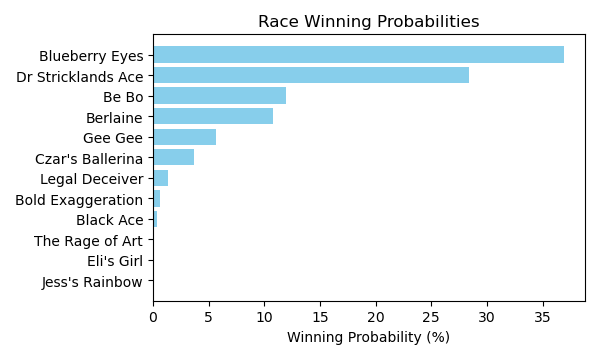 Race Winning Probabilities
Blueberry Eyes
Dr Stricklands Ace
Be Bo
Berlaine
Gee Gee
Czar's Ballerina
Legal Deceiver
Bold Exaggeration
Black Ace
The Rage of Art
Eli's Girl
Jess's Rainbow
0 5 10 15 20 25 30 35
Winning Probability (%)